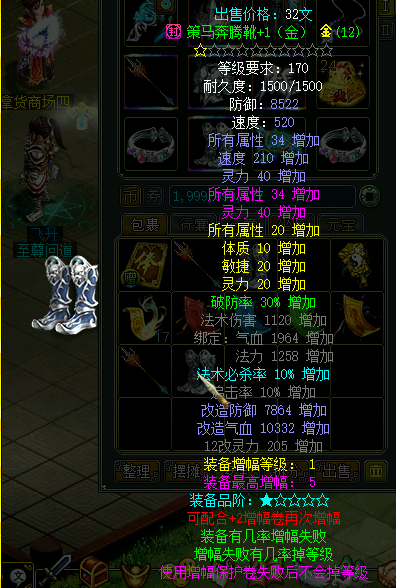 出售价格：32文
封 策马奔腾靴+1（金） 金(12)
等级要求：170
24
耐久度：1500/1500
拿货商场四
防御：8522
速度：520
所有属性 34 增加
速度 210 增加
灵力 40 增加
所有属性 34 增加
灵力 40 增加
所有属性 20 增加
飞升
至尊问道
包裹
行囊
元宝
体质 10 增加
敏捷 20 增加
灵力 20 增加
破防率 30% 增加
法术伤害 1120 增加
绑定：气血 1964 增加
法力 1258 增加
法术必杀率 10% 增加
追击率 10% 增加
改造防御 7864 增加
改造气血 10332 增加
12改灵力 205 增加
装备增幅等级： 1
整理
摆摊
出售
装备最高增幅： 5
装备品阶：★☆☆☆☆
可配合+2增幅卷再次增幅
装备有几率增幅失败
增幅失败有几率掉等级
使用增幅保护卷失败后不会掉等级